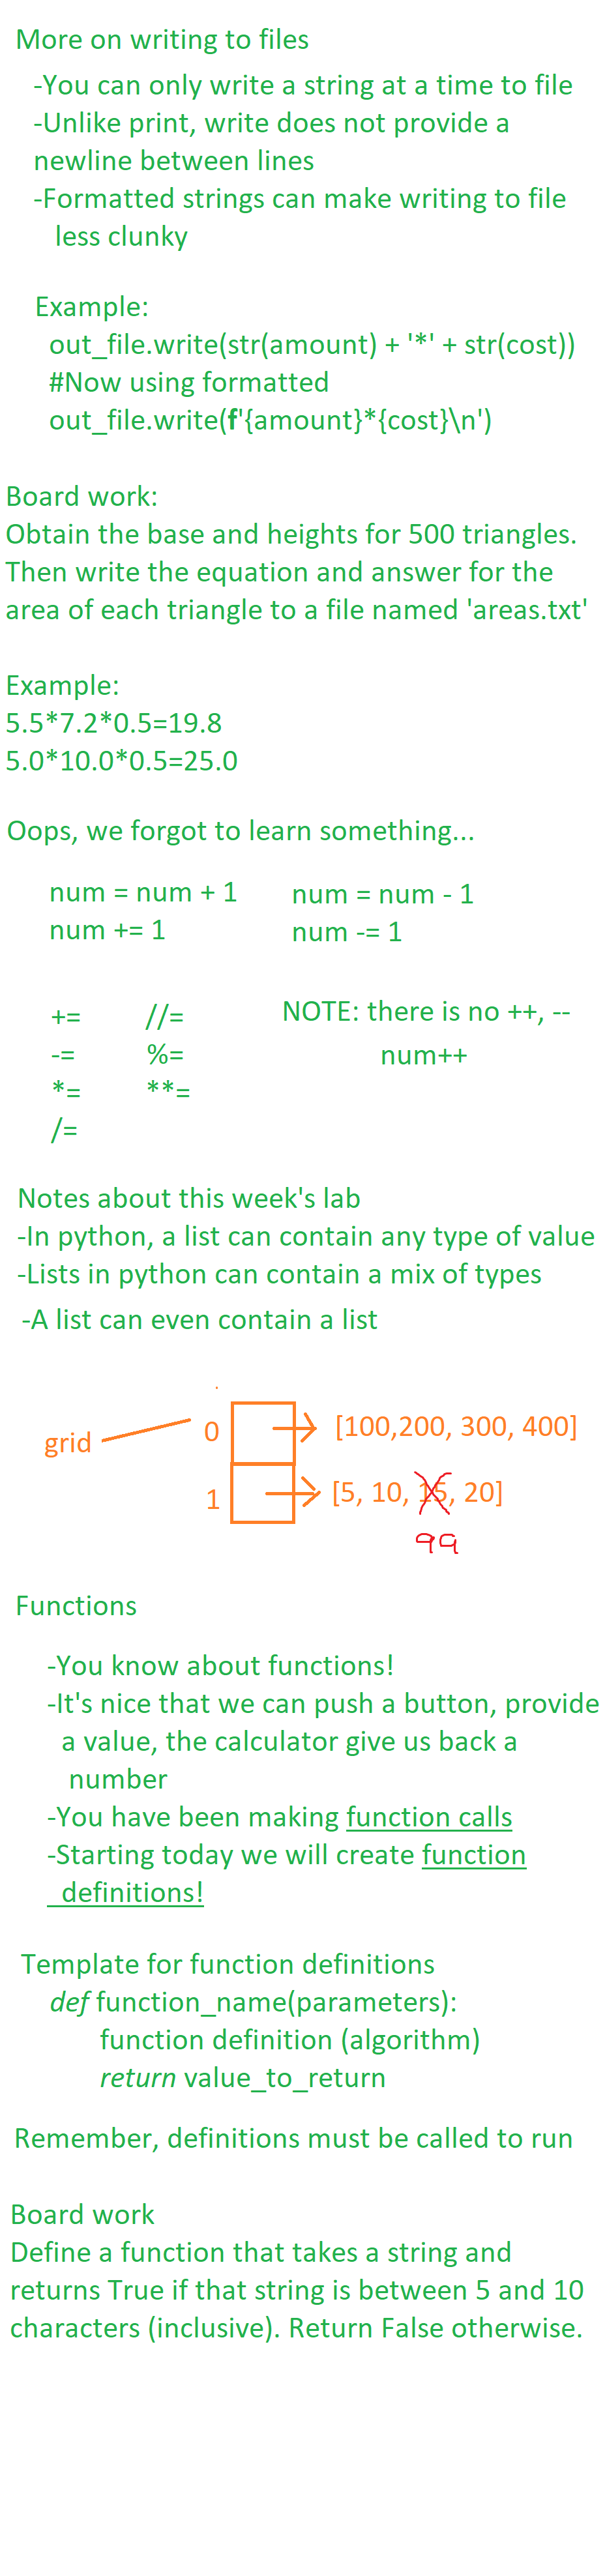 More on writing to files
-You can only write a string at a time to file
-Unlike print, write does not provide a
newline between lines
-Formatted strings can make writing to file
less clunky
Example:
out_file.write(str(amount) + '*' + str(cost))
#Now using formatted
out_file.write(f'{amount}*{cost}\n')
Board work:
Obtain the base and heights for 500 triangles.
Then write the equation and answer for the
area of each triangle to a file named 'areas.txt'
Example:
5.5*7.2*0.5=19.8
5.0*10.0*0.5=25.0
Oops, we forgot to learn something...
num = num + 1 num = num - 1
num += 1 num -= 1
+= //= NOTE: there is no ++, --
-= %= num++
*= **=
/=
Notes about this week's lab
-In python, a list can contain any type of value
-Lists in python can contain a mix of types
-A list can even contain a list
grid 0 [100,200, 300, 400]
1 [5, 10, 15, 20]
99
Functions
-You know about functions!
-It's nice that we can push a button, provide
a value, the calculator give us back a
number
-You have been making function calls
-Starting today we will create function
definitions!
Template for function definitions
def function_name(parameters):
function definition (algorithm)
return value_to_return
Remember, definitions must be called to run
Board work
Define a function that takes a string and
returns True if that string is between 5 and 10
characters (inclusive). Return False otherwise.